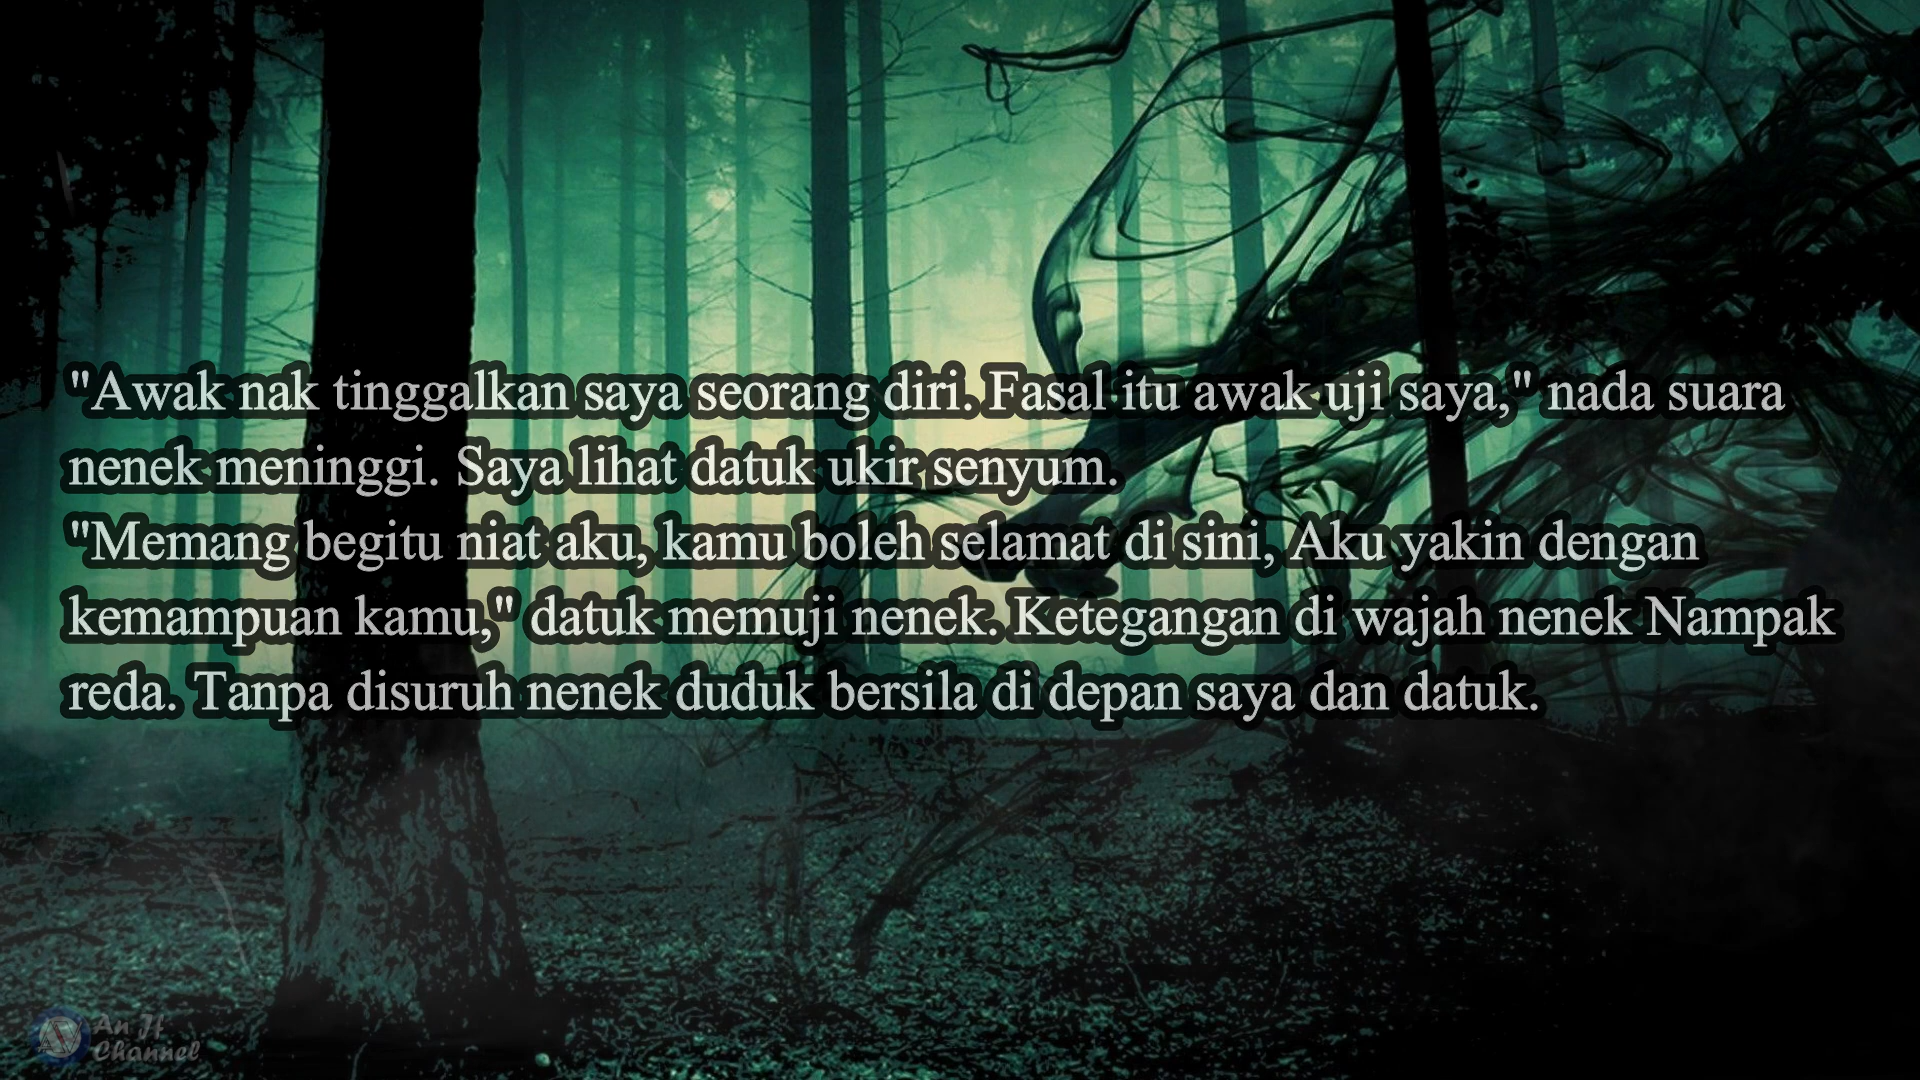 "Awak nak tinggalkan saya seorang diri. Fasal itu awak uji saya," nada suara
nenek meninggi. Saya lihat datuk ukir senyum.
"Memang begitu niat aku, kamu boleh selamat di sini, Aku yakin dengan
kemampuan kamu," datuk memuji nenek. Ketegangan di wajah nenek Nampak
reda. Tanpa disuruh nenek duduk bersila di depan saya dan datuk.
An Jf
Channel